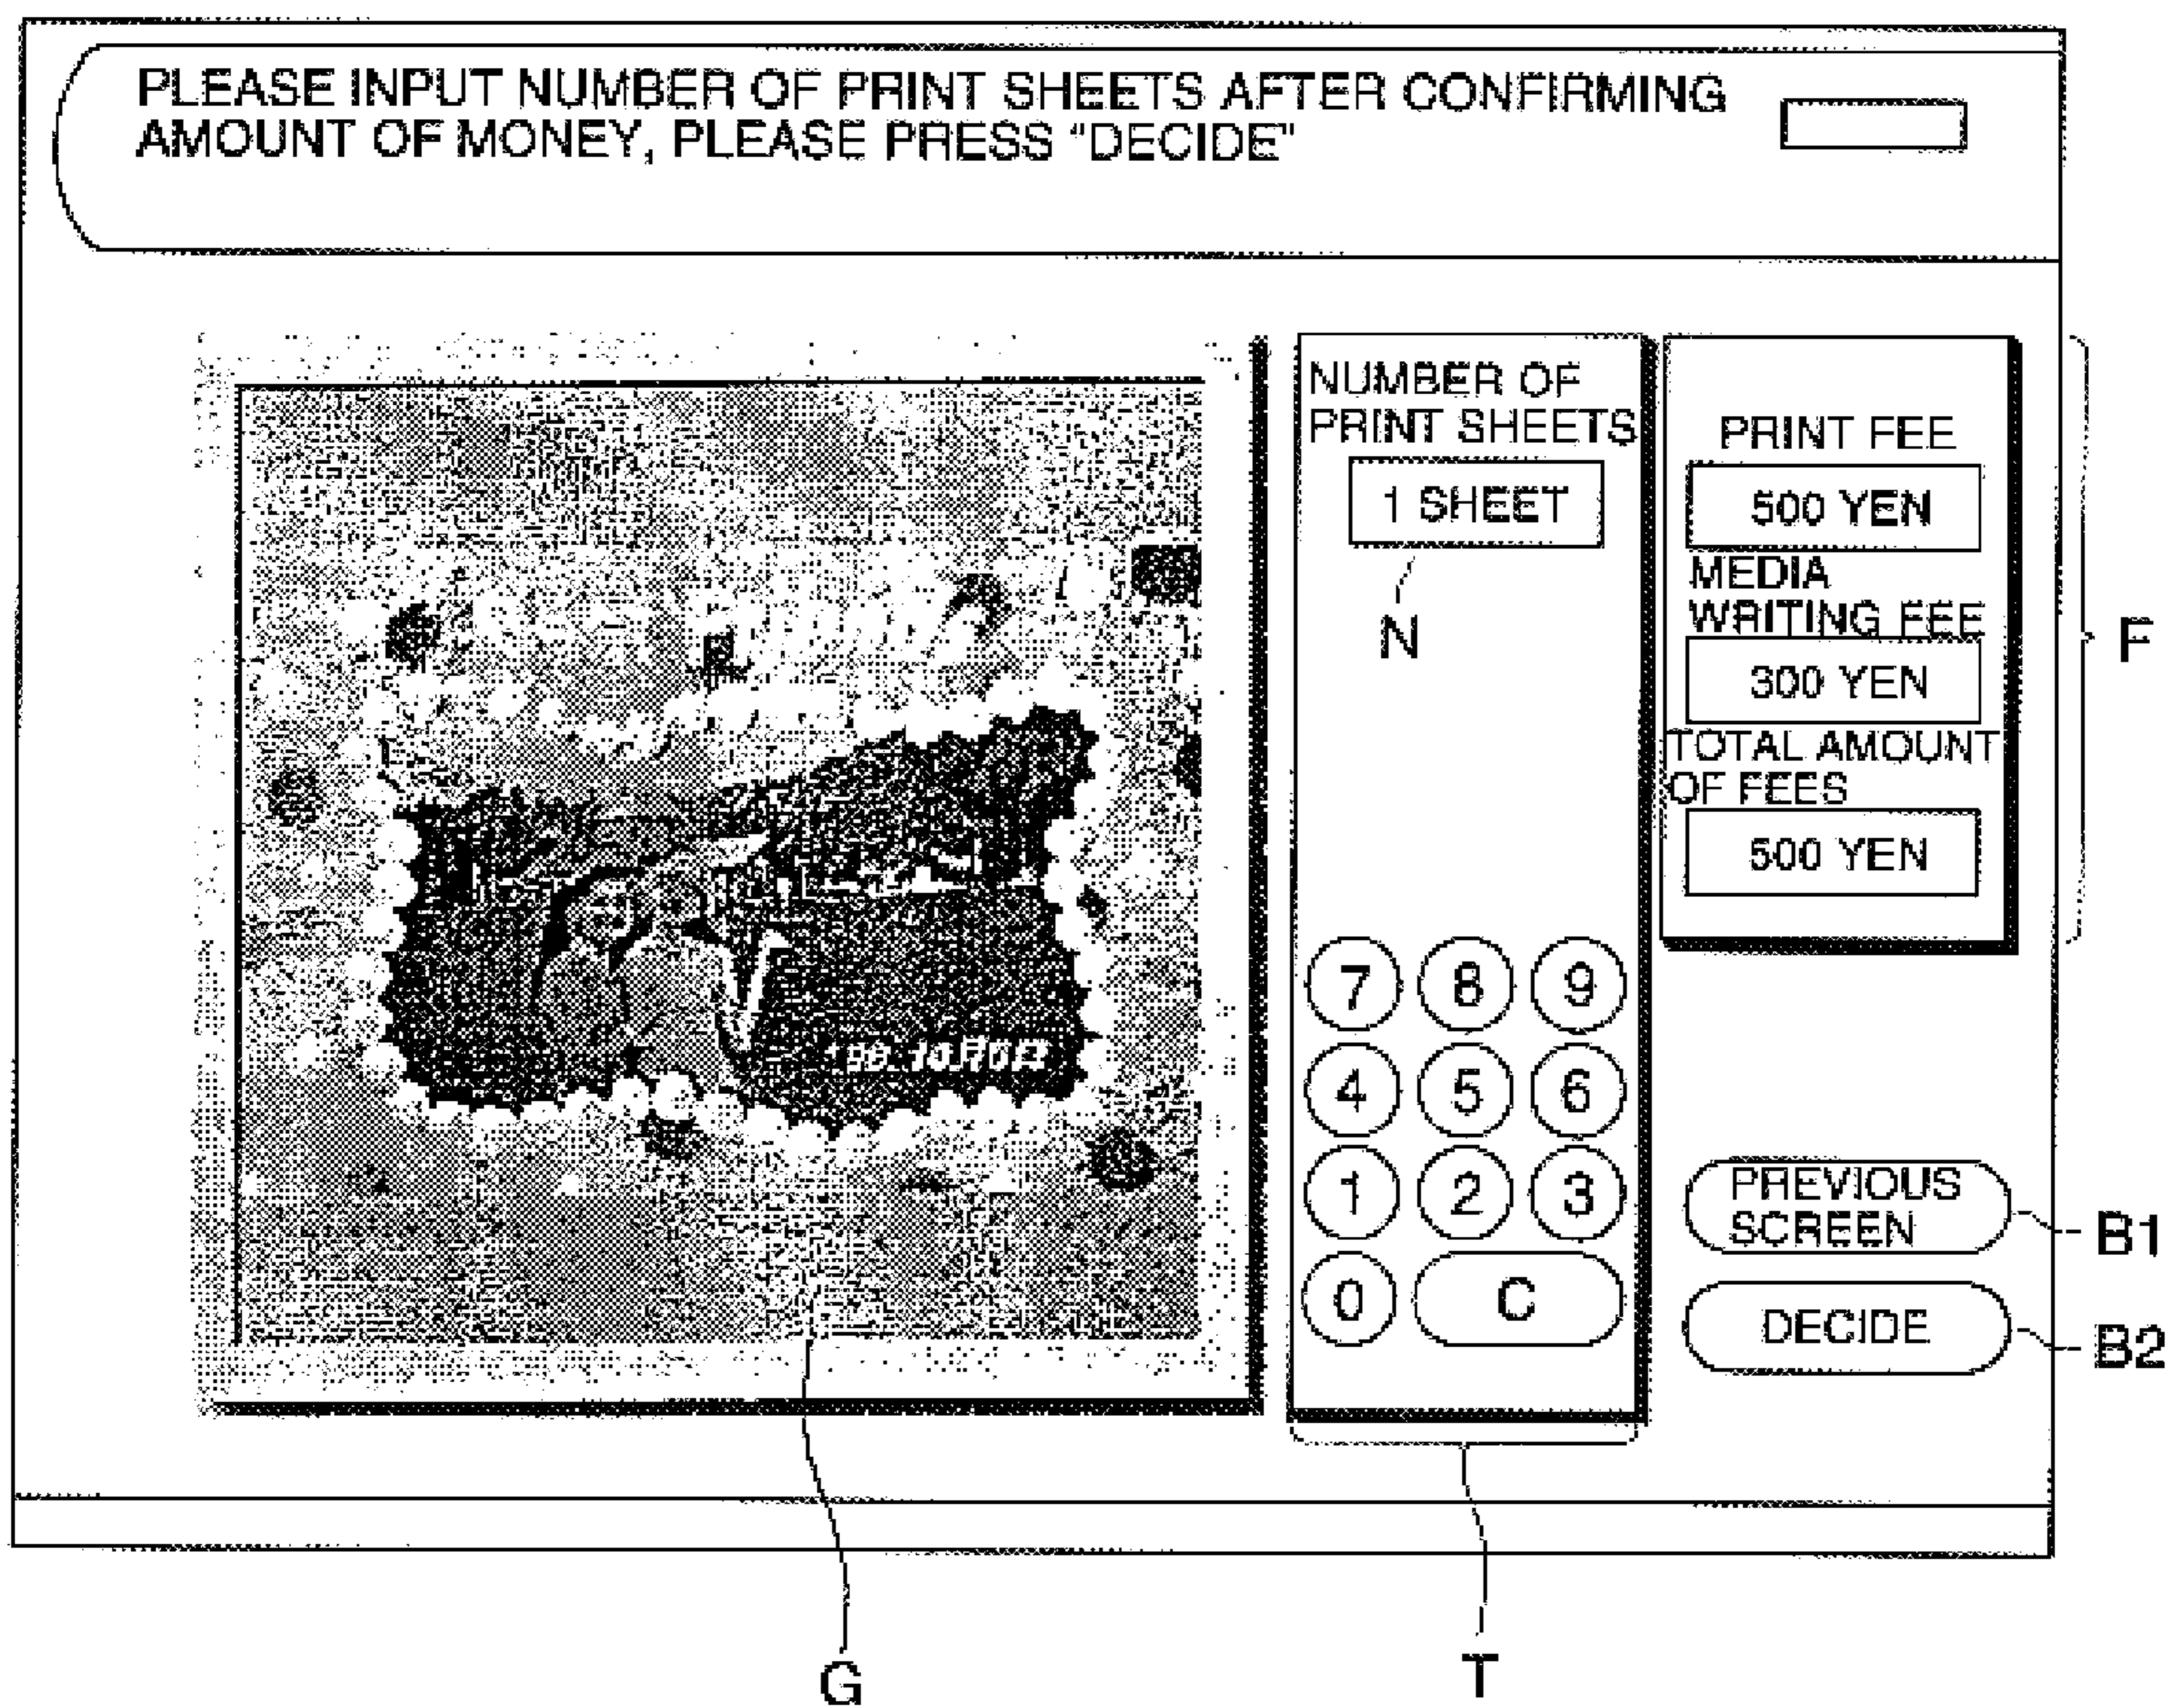 PLEASE INPUT NUMBER OF PRINT SHEETS AFTER CONFIRMING
AMOUNT OF MONEY, PLEASE PRESS "DECIDE"
NUMBER OF
PRINT SHEETS
1 SHEET
N
PRINT FEE
500 YEN
MEDIA
WRITING FEE
300 YEN
TOTAL AMOUNT
OF FEES
500 YEN
F
7 8 9
4 5 6
1 2 3
0 C
PREVIOUS
SCREEN
B1
DECIDE
B2
G
T